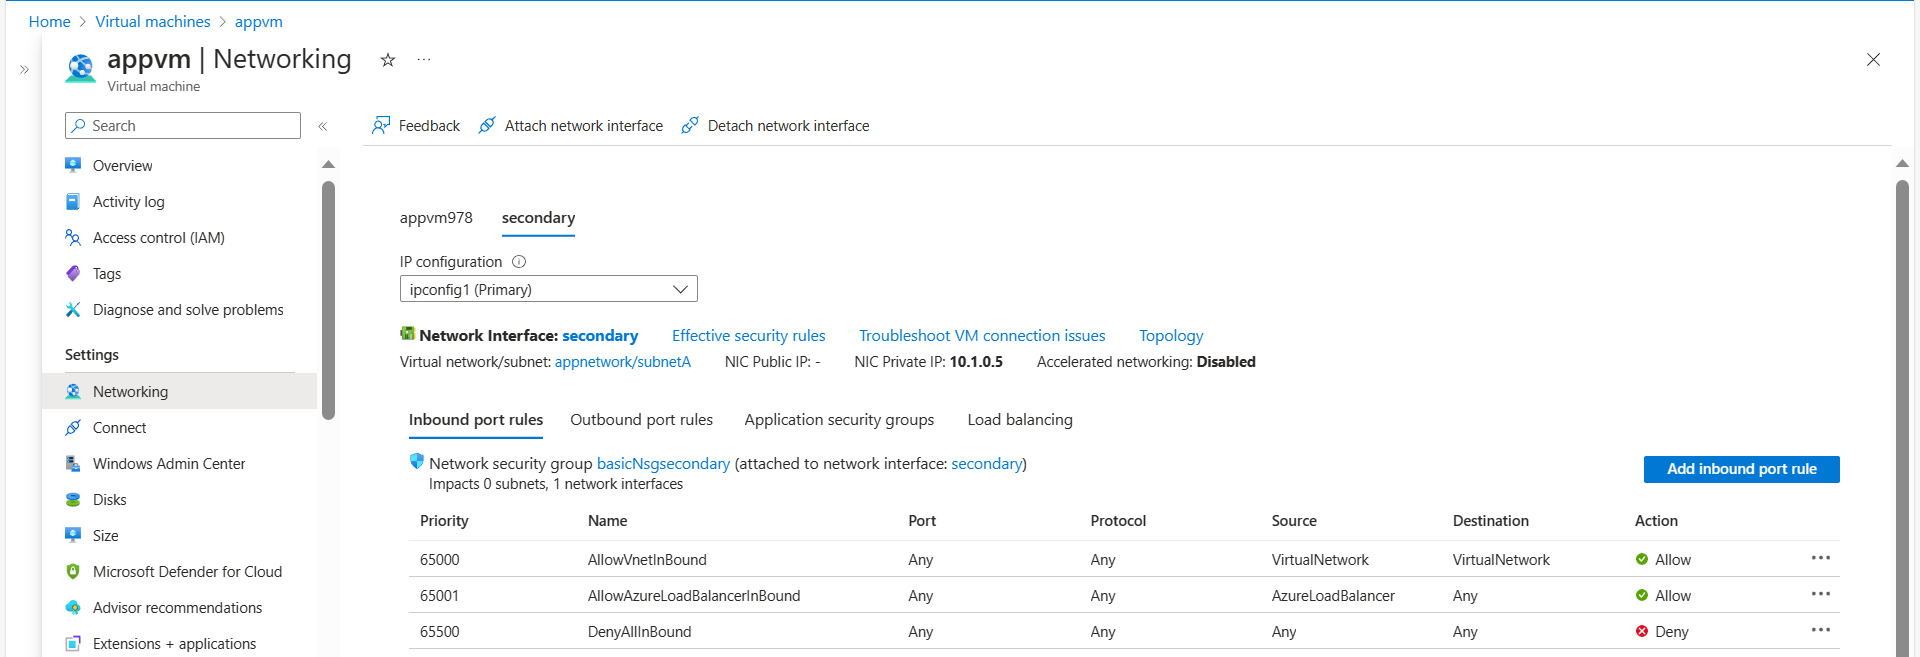 Home > Virtual machines > appvm
appvm | Networking
Virtual machine
Search
Overview
Activity log
Access control (IAM)
Tags
Diagnose and solve problems
Settings
Networking
Connect
Windows Admin Center
Disks
Size
Microsoft Defender for Cloud
Advisor recommendations
Extensions + applications
Feedback Attach network interface Detach network interface
appvm978 secondary
IP configuration
ipconfig1 (Primary)
Network Interface: secondary Effective security rules Troubleshoot VM connection issues Topology
Virtual network/subnet: appnetwork/subnetA NIC Public IP: - NIC Private IP: 10.1.0.5 Accelerated networking: Disabled
Inbound port rules Outbound port rules Application security groups Load balancing
Network security group basicNsgsecondary (attached to network interface: secondary)
Impacts 0 subnets, 1 network interfaces
Add inbound port rule
Priority Name Port Protocol Source Destination Action
65000 AllowVnetInBound Any Any VirtualNetwork VirtualNetwork Allow
65001 AllowAzureLoadBalancerInBound Any Any AzureLoadBalancer Any Allow
65500 DenyAllInBound Any Any Any Any Deny